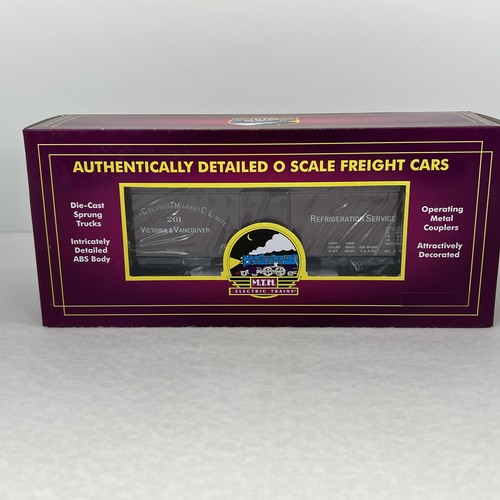 AUTHENTICALLY DETAILED O SCALE FREIGHT CARS
Die-Cast
Sprung
Trucks
Intricately
Detailed
ABS Body
201
VICTORIA & VANCOUVER
REFRIGERATION SERVICE
Operating
Metal
Couplers
Attractively
Decorated
M.T.H.
ELECTRIC TRAINS